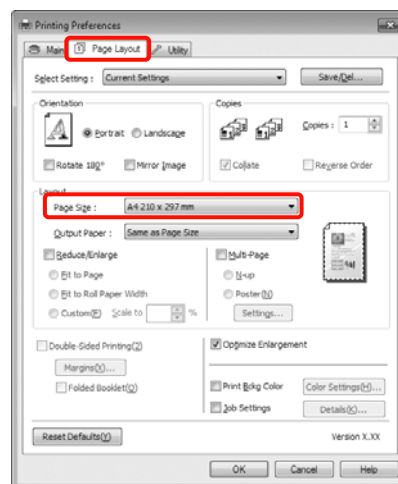 Printing Preferences
Main Page Layout Utility
Select Setting : Current Settings Save/Del...
Orientation Copies
Portrait Landscape Copies : 1
Rotate 180° Mirror Image Collate Reverse Order
Layout
Page Size : A4 210 x 297 mm
Output Paper : Same as Page Size
Reduce/Enlarge Multi-Page
Fit to Page N-up
Fit to Roll Paper Width Poster(N)
Custom(F) Scale to % Settings...
Double-Sided Printing(2) Optimize Enlargement
Margins(X)...
Folded Booklet(Q) Print Bckg Color Color Settings(H)...
Job Settings Details(K)...
Reset Defaults(Y) Version X.XX
OK Cancel Help